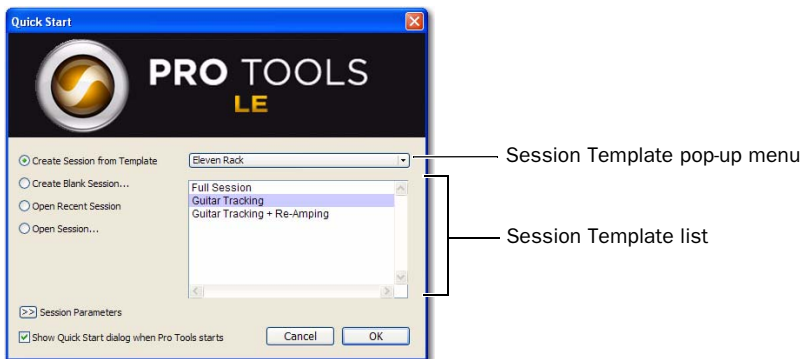 Quick Start
PRO TOOLS
LE
Create Session from Template
Eleven Rack
Session Template pop-up menu
Create Blank Session...
Open Recent Session
Open Session...
Full Session
Guitar Tracking
Guitar Tracking + Re-Amping
Session Template list
>> Session Parameters
Show Quick Start dialog when Pro Tools starts
Cancel
OK